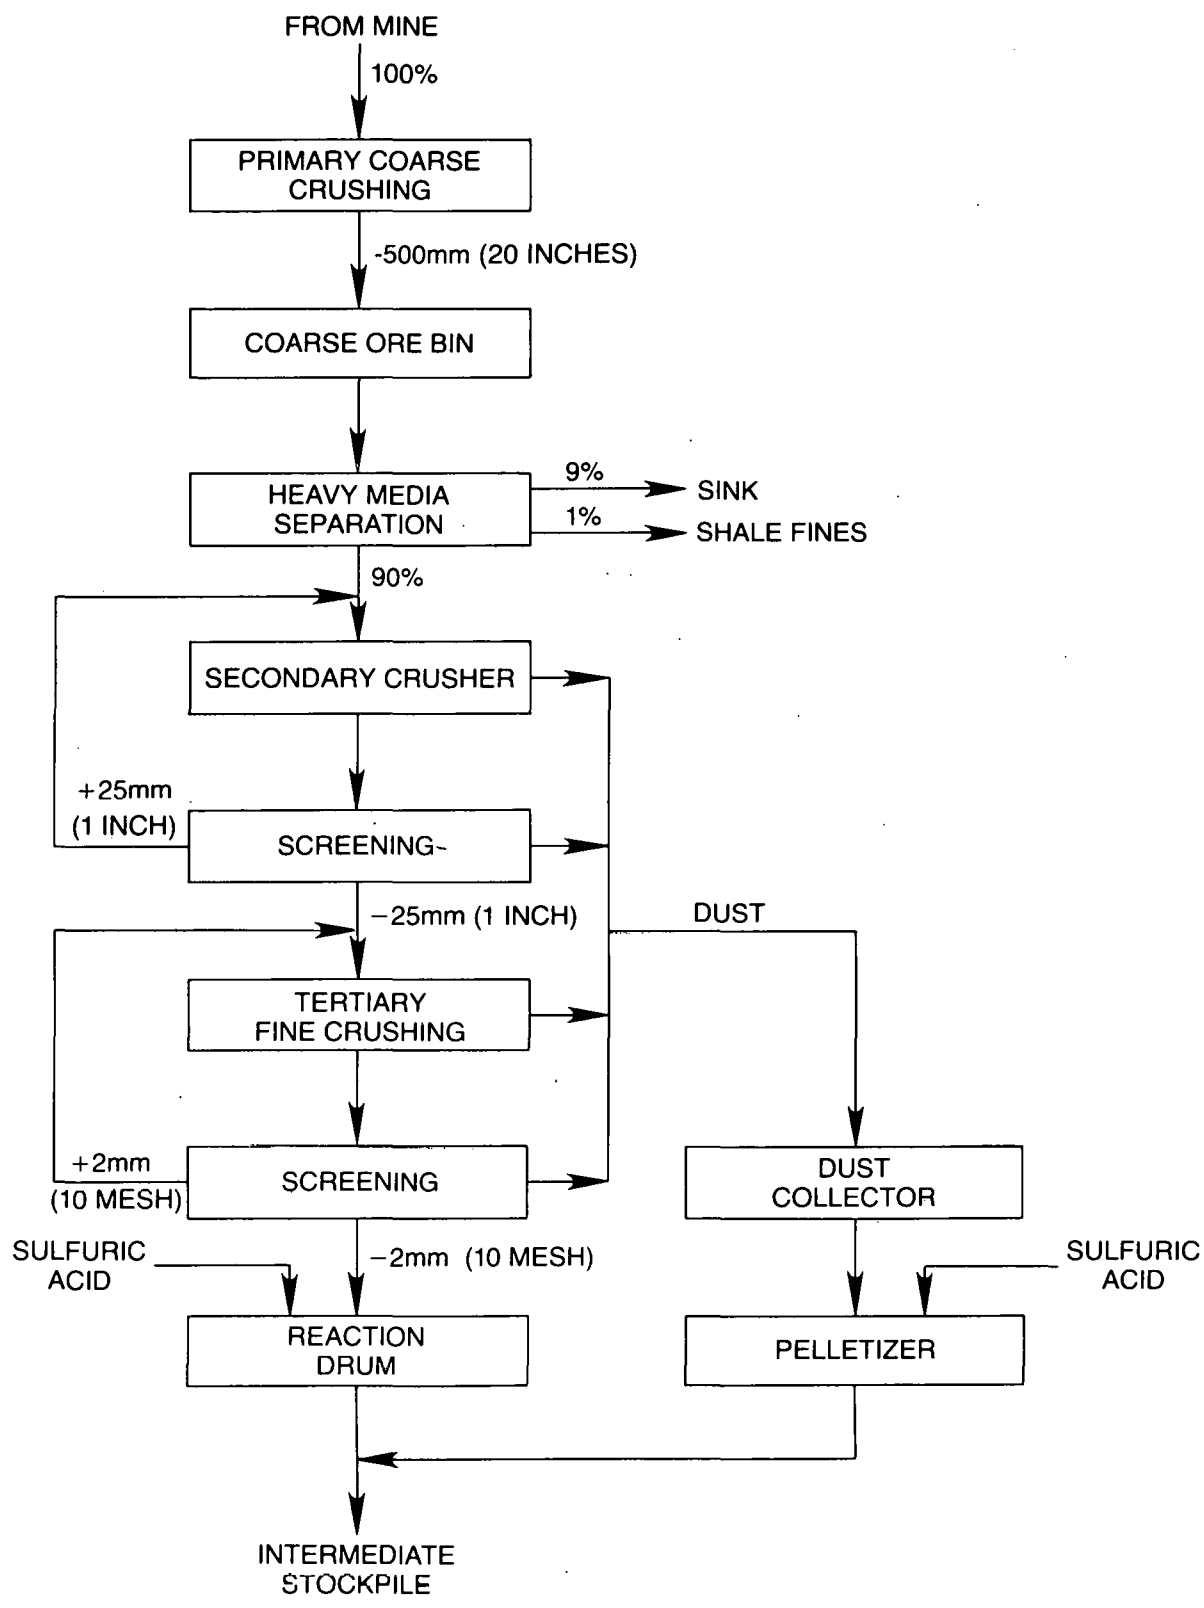 FROM MINE
100%
PRIMARY COARSE
CRUSHING
-500mm (20 INCHES)
COARSE ORE BIN
HEAVY MEDIA
SEPARATION
9%
SINK
1%
SHALE FINES
90%
SECONDARY CRUSHER
+25mm
(1 INCH)
SCREENING
−25mm (1 INCH)
DUST
TERTIARY
FINE CRUSHING
+2mm
(10 MESH)
SCREENING
DUST
COLLECTOR
−2mm (10 MESH)
SULFURIC
ACID
SULFURIC
ACID
REACTION
DRUM
PELLETIZER
INTERMEDIATE
STOCKPILE